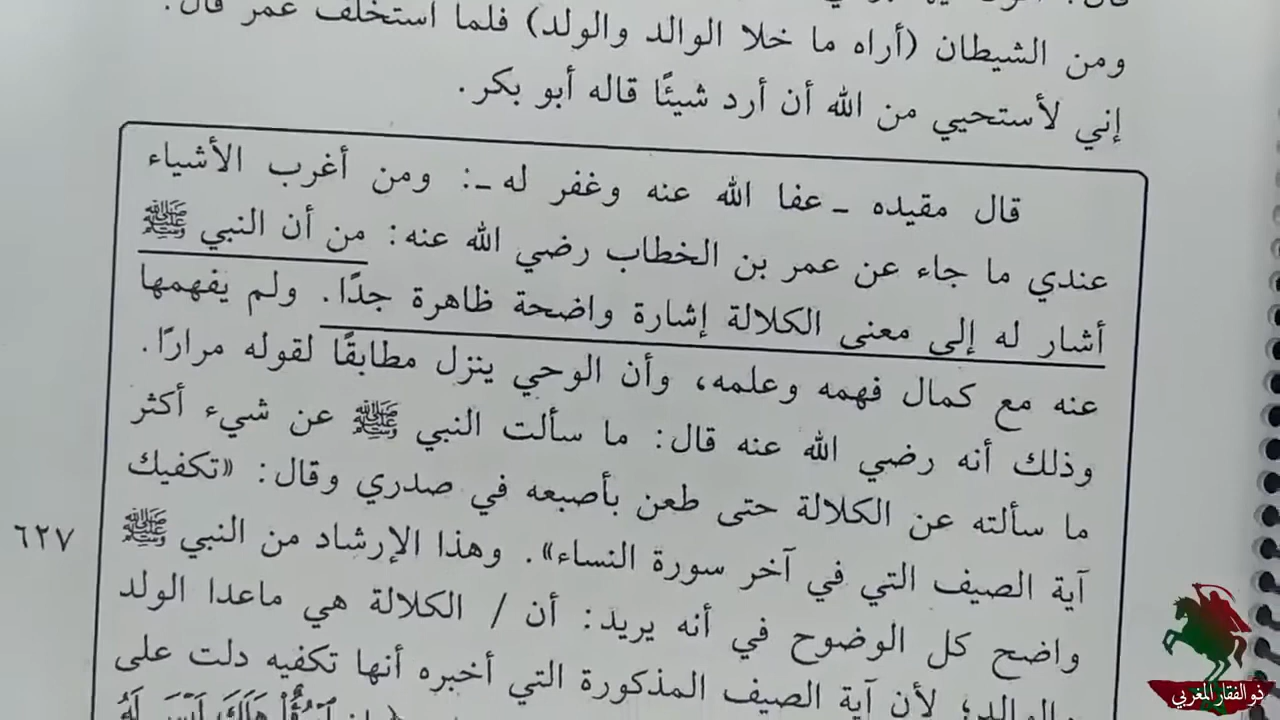 ومن الشيطان (أراه ما خلا الوالد والولد) فلما استخلف عمر قال:
إني لأستحيي من الله أن أرد شيئًا قاله أبو بكر.
قال مقيده ـ عفا الله عنه وغفر له ـ: ومن أغرب الأشياء
عندي ما جاء عن عمر بن الخطاب رضي الله عنه: من أن النبي ﷺ
أشار له إلى معنى الكلالة إشارة واضحة ظاهرة جدًا. ولم يفهمها
عنه مع كمال فهمه وعلمه، وأن الوحي ينزل مطابقًا لقوله مرارًا.
وذلك أنه رضي الله عنه قال: ما سألت النبي ﷺ عن شيء أكثر
ما سألته عن الكلالة حتى طعن بأصبعه في صدري وقال: «تكفيك
آية الصيف التي في آخر سورة النساء». وهذا الإرشاد من النبي ﷺ
٦٢٧
واضح كل الوضوح في أنه يريد: أن / الكلالة هي ماعدا الولد
والوالد؛ لأن آية الصيف المذكورة التي أخبره أنها تكفيه دلت على
ذو الفقار المغربي